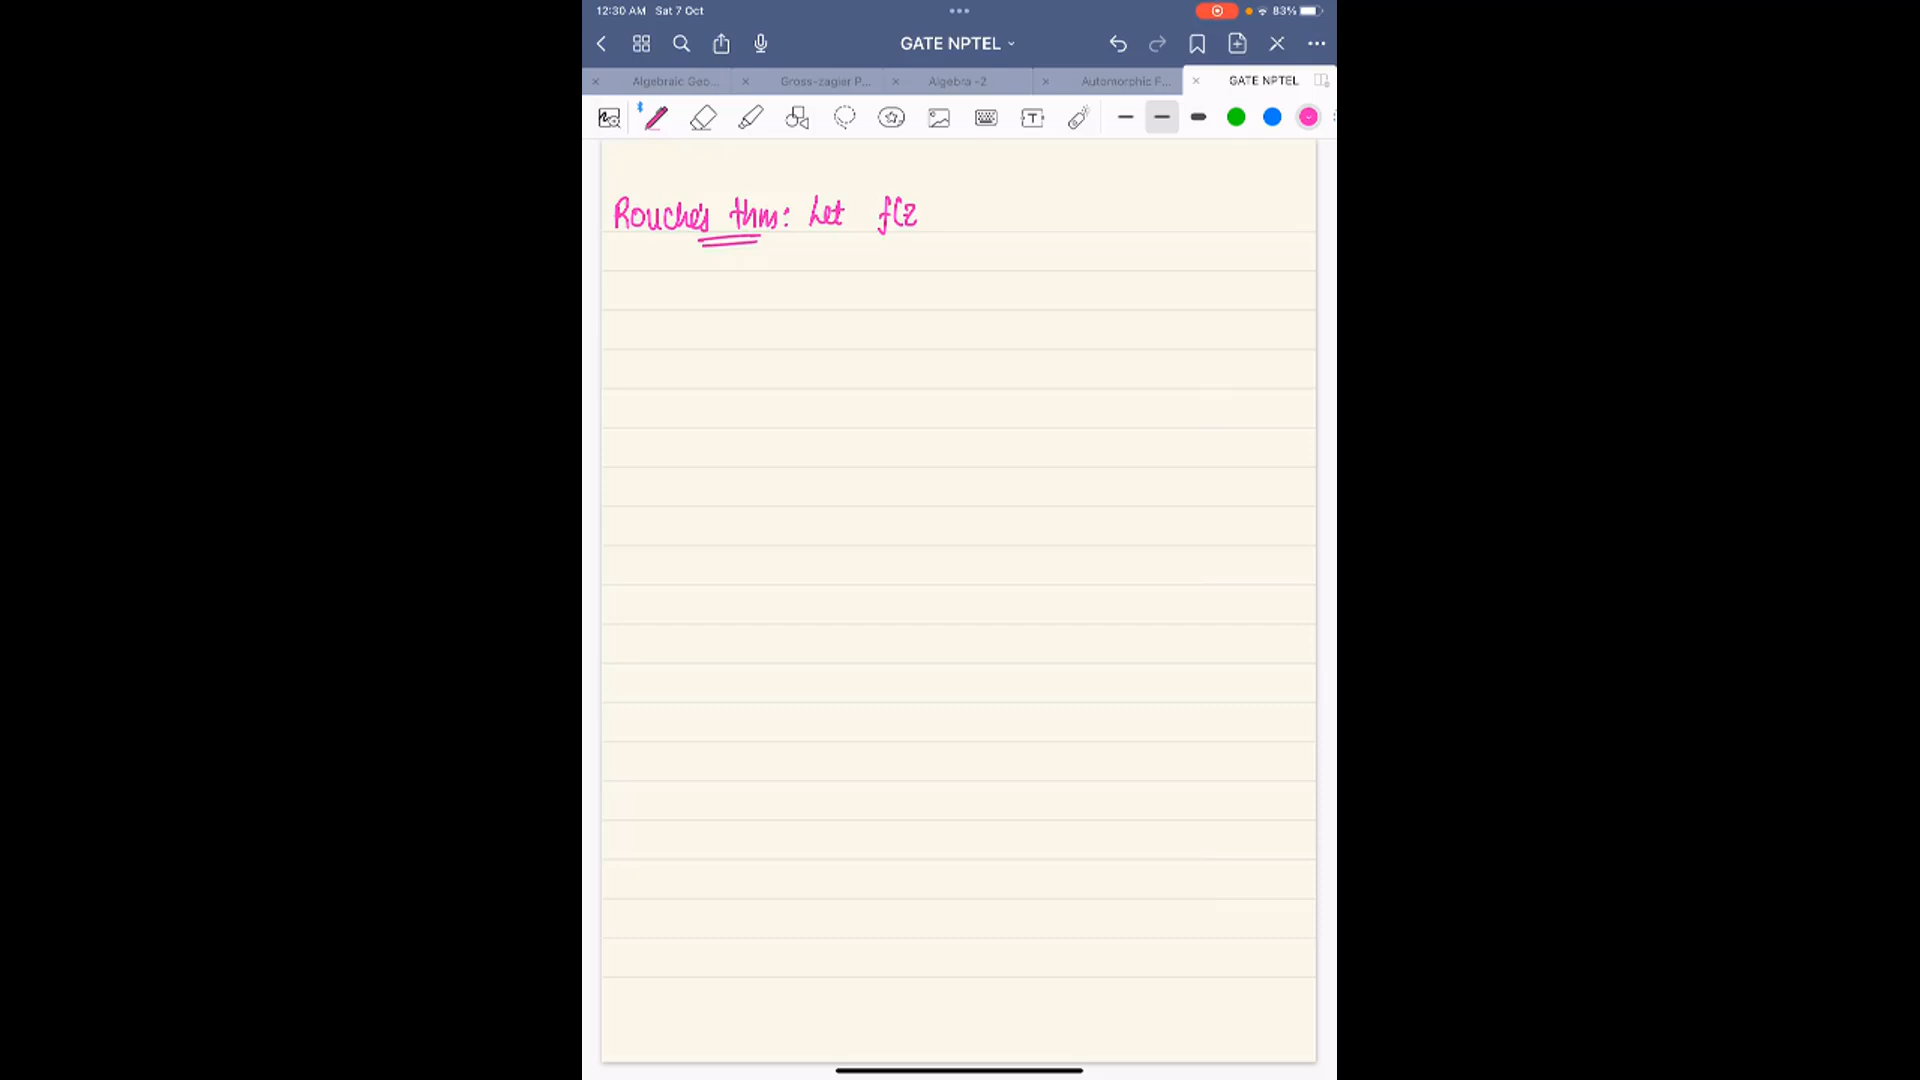 12:30 AM Sat 7 Oct
83%
GATE NPTEL
Algebraic Geo...
Gross-zagier P...
Algebra -2
Automorphic F...
GATE NPTEL
T
Rouche's thm: Let f(z